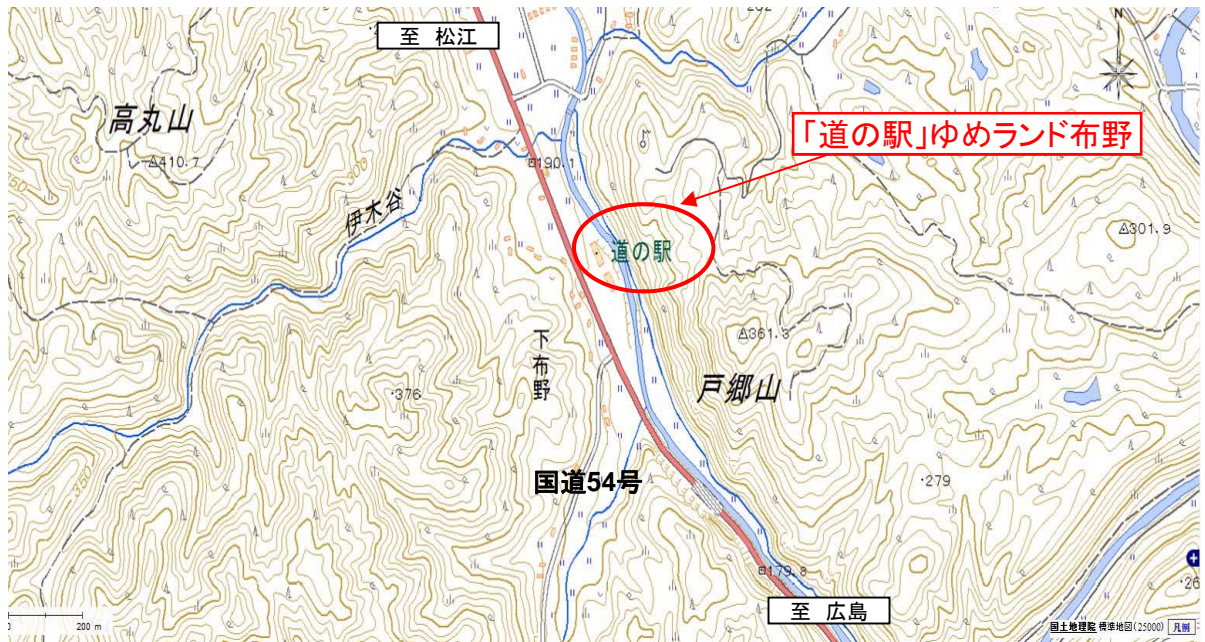 至 松江
N
高丸山
410.7
300
190.1
「道の駅」ゆめランド布野
伊木谷
道の駅
301.9
361.3
下布野
376
戸郷山
国道54号
279
179.3
至 広島
200 m
国土地理院 標準地図(25000) 凡例